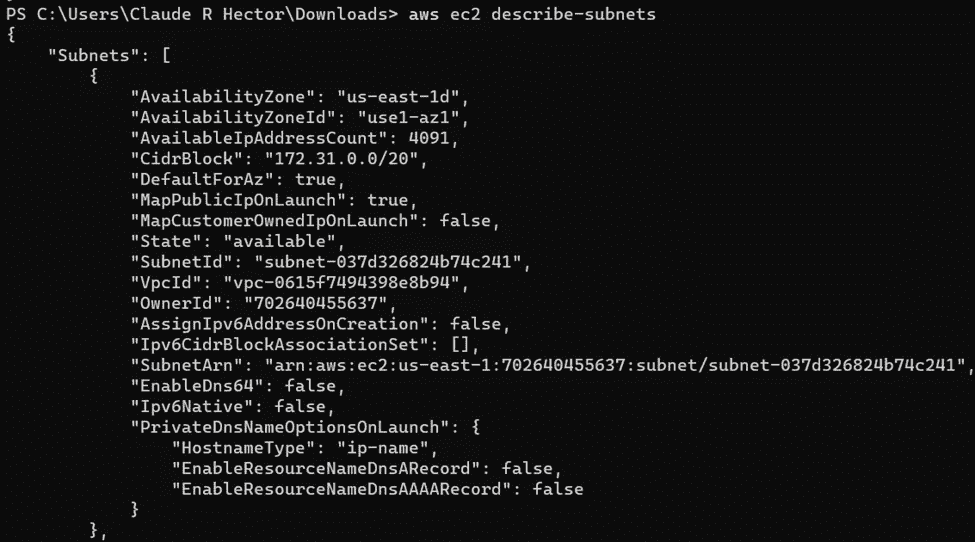 PS C:\Users\Claude R Hector\Downloads> aws ec2 describe-subnets
{
    "Subnets": [
        {
            "AvailabilityZone": "us-east-1d",
            "AvailabilityZoneId": "use1-az1",
            "AvailableIpAddressCount": 4091,
            "CidrBlock": "172.31.0.0/20",
            "DefaultForAz": true,
            "MapPublicIpOnLaunch": true,
            "MapCustomerOwnedIpOnLaunch": false,
            "State": "available",
            "SubnetId": "subnet-037d326824b74c241",
            "VpcId": "vpc-0615f7494398e8b94",
            "OwnerId": "702640455637",
            "AssignIpv6AddressOnCreation": false,
            "Ipv6CidrBlockAssociationSet": [],
            "SubnetArn": "arn:aws:ec2:us-east-1:702640455637:subnet/subnet-037d326824b74c241",
            "EnableDns64": false,
            "Ipv6Native": false,
            "PrivateDnsNameOptionsOnLaunch": {
                "HostnameType": "ip-name",
                "EnableResourceNameDnsARecord": false,
                "EnableResourceNameDnsAAAARecord": false
            }
        },